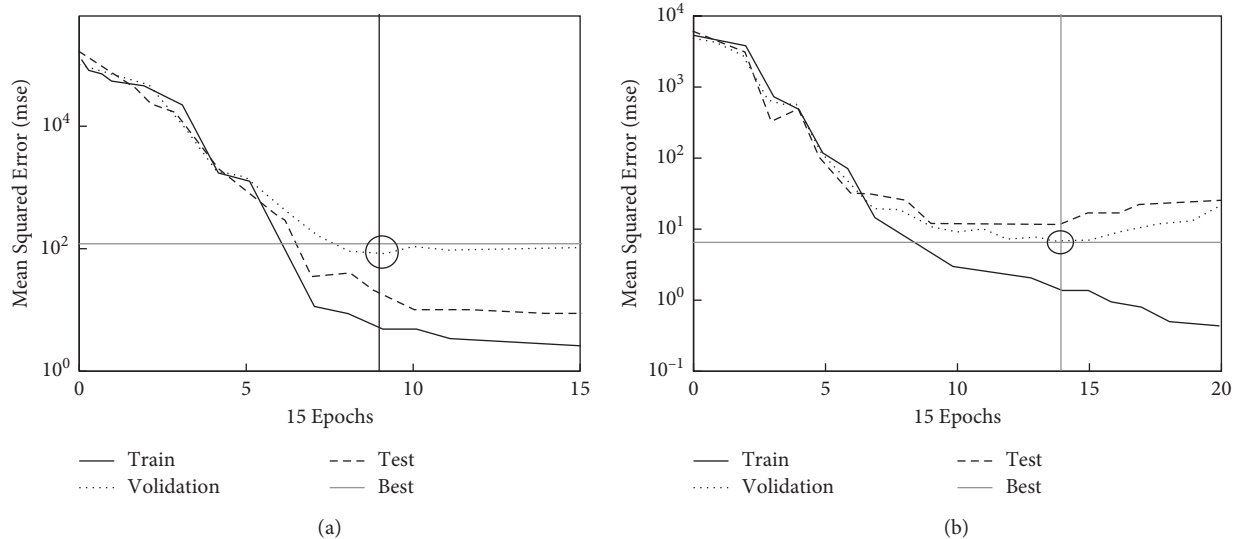 Mean Squared Error (mse)
10⁴
10²
10⁰
0
5
10
15
15 Epochs
Train
Volidation
Test
Best
(a)
Mean Squared Error (mse)
10⁴
10³
10²
10¹
10⁰
10⁻¹
0
5
10
15
20
15 Epochs
Train
Volidation
Test
Best
(b)